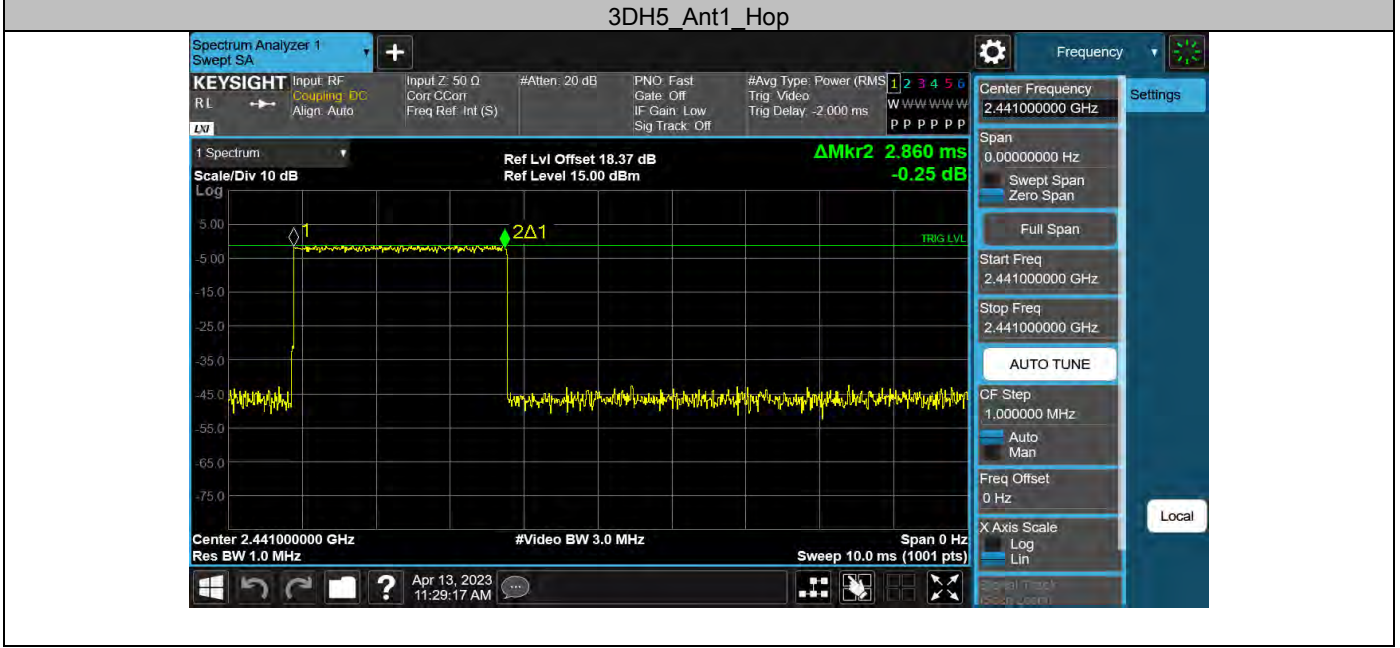 3DH5_Ant1_Hop
Spectrum Analyzer 1
Swept SA
+
Frequency
KEYSIGHT
RL
LXI
Input: RF
Coupling: DC
Align: Auto
Input Z: 50 Ω
Corr CCorr
Freq Ref: Int (S)
#Atten: 20 dB
PNO: Fast
Gate: Off
IF Gain: Low
Sig Track: Off
#Avg Type: Power (RMS
Trig: Video
Trig Delay: -2.000 ms
1 2 3 4 5 6
W W W W W W
P P P P P P
1 Spectrum
Scale/Div 10 dB
Ref Lvl Offset 18.37 dB
Ref Level 15.00 dBm
ΔMkr2 2.860 ms
-0.25 dB
Log
5.00
-5.00
-15.0
-25.0
-35.0
-45.0
-55.0
-65.0
-75.0
1
2Δ1
TRIG LVL
Center 2.441000000 GHz
Res BW 1.0 MHz
#Video BW 3.0 MHz
Span 0 Hz
Sweep 10.0 ms (1001 pts)
?
Apr 13, 2023
11:29:17 AM
Center Frequency
2.441000000 GHz
Settings
Span
0.00000000 Hz
Swept Span
Zero Span
Full Span
Start Freq
2.441000000 GHz
Stop Freq
2.441000000 GHz
AUTO TUNE
CF Step
1.000000 MHz
Auto
Man
Freq Offset
0 Hz
X Axis Scale
Log
Lin
Signal Track
(Span Zoom)
Local